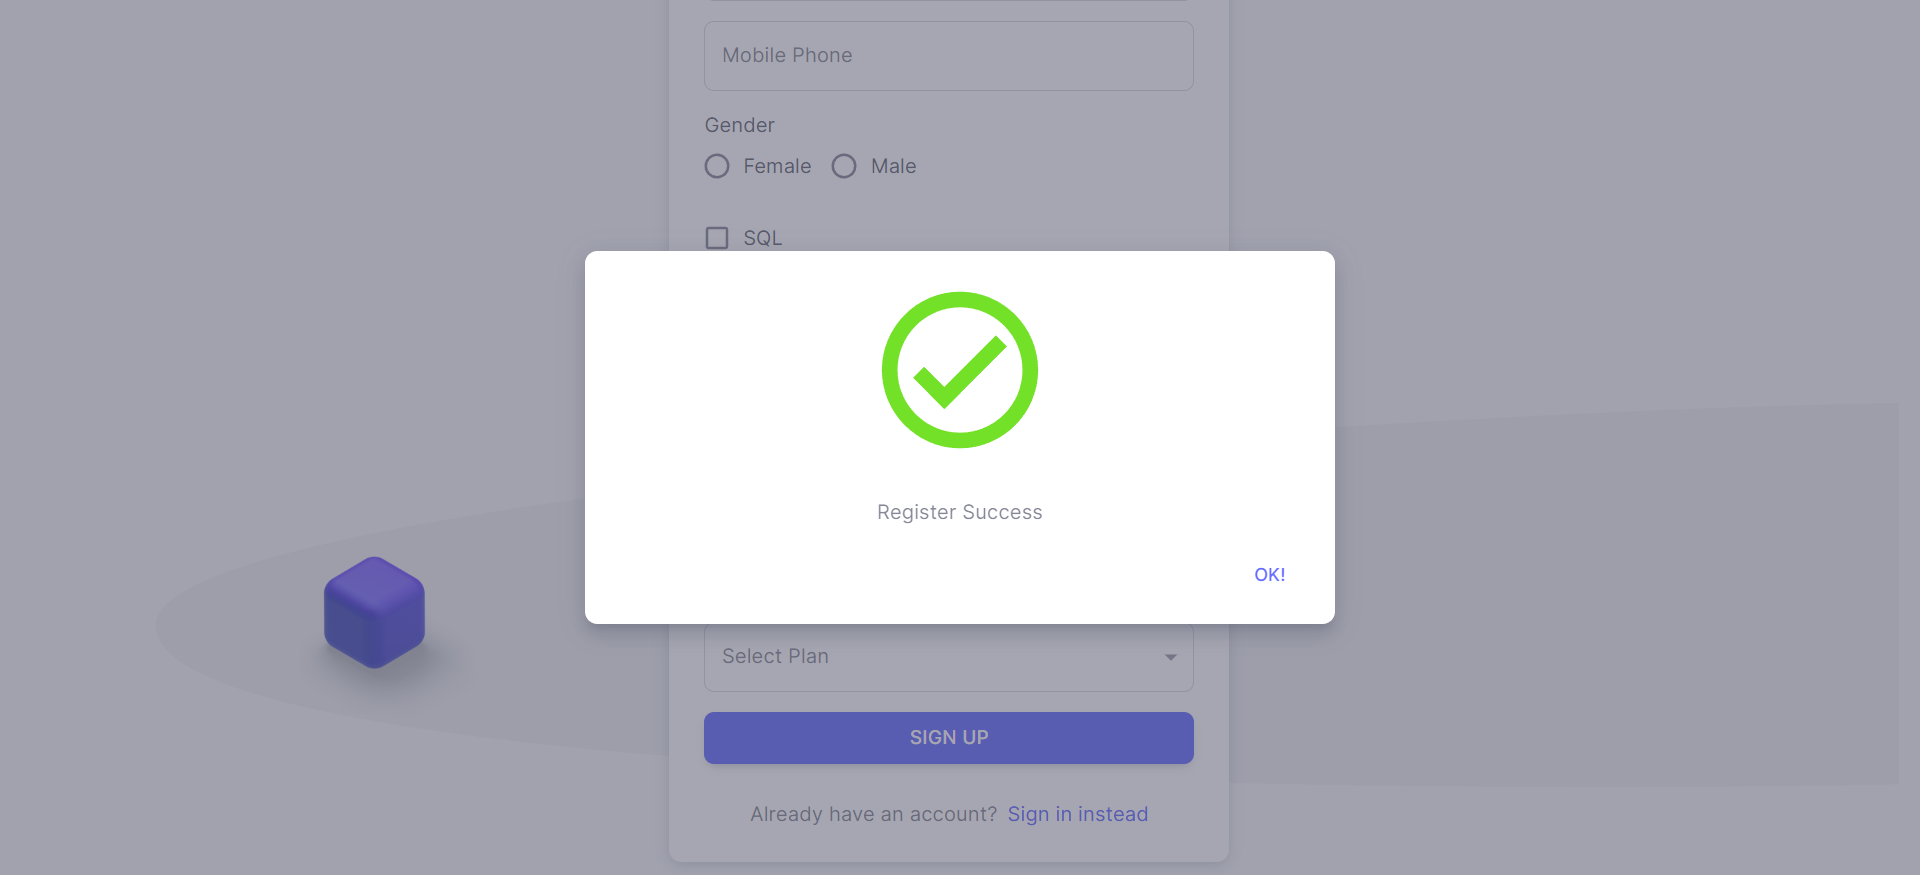 Mobile Phone
Gender
Female Male
SQL
Register Success
OK!
Select Plan
SIGN UP
Already have an account? Sign in instead